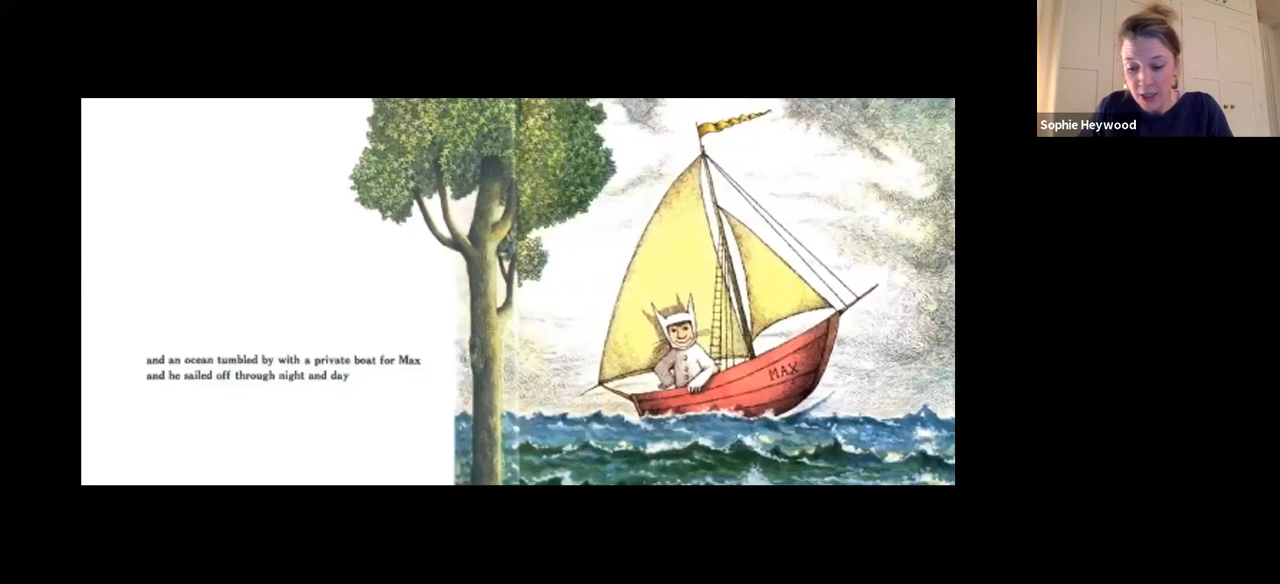 and an ocean tumbled by with a private boat for Max
and he sailed off through night and day
MAX
Sophie Heywood